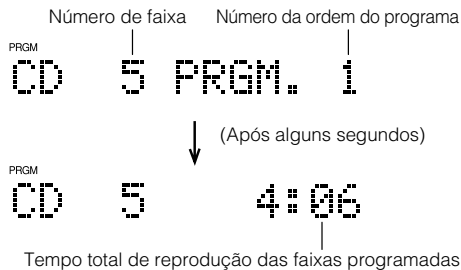 Número de faixa Número da ordem do programa
PRGM
CD 5 PRGM. 1
(Após alguns segundos)
PRGM
CD 5 4:06
Tempo total de reprodução das faixas programadas